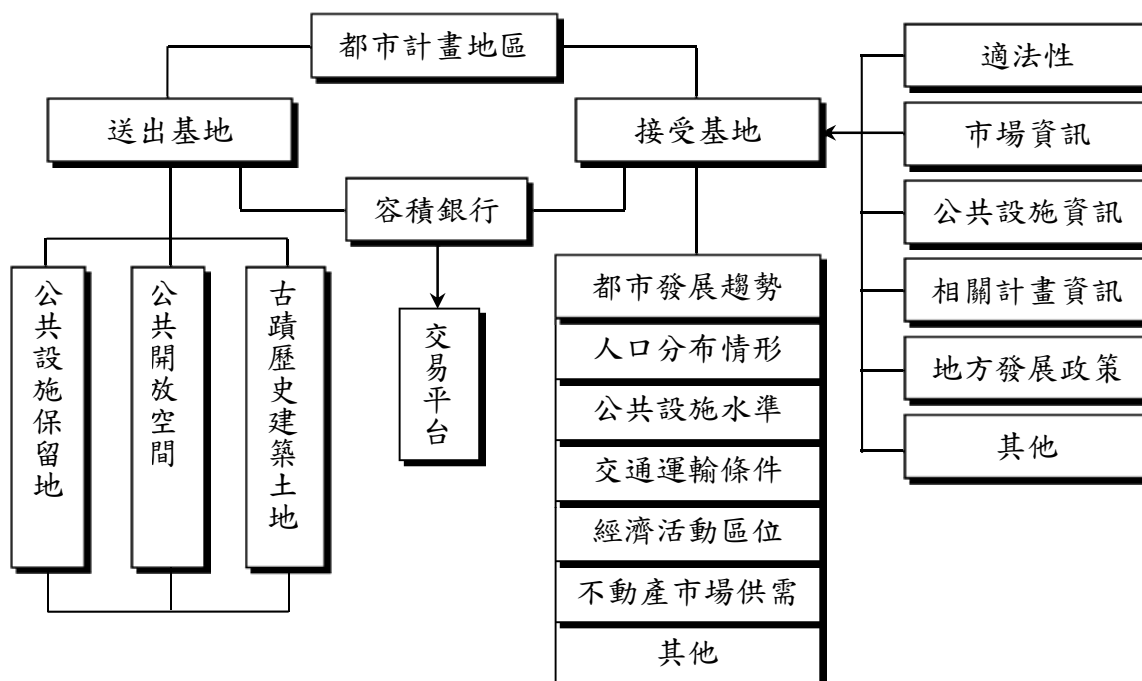 都市計畫地區
送出基地
接受基地
容積銀行
交易平台
公共設施保留地
公共開放空間
古蹟歷史建築土地
都市發展趨勢
人口分布情形
公共設施水準
交通運輸條件
經濟活動區位
不動產市場供需
其他
適法性
市場資訊
公共設施資訊
相關計畫資訊
地方發展政策
其他